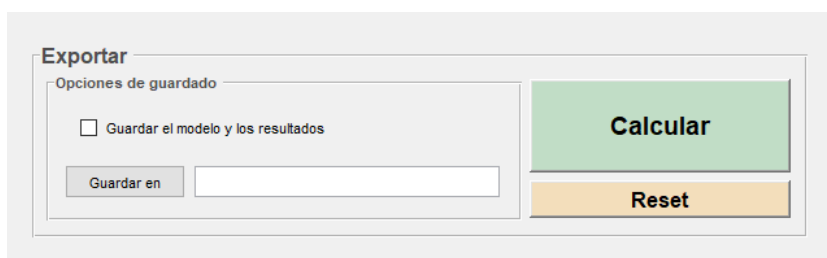 Exportar
Opciones de guardado
Guardar el modelo y los resultados
Guardar en
Calcular
Reset